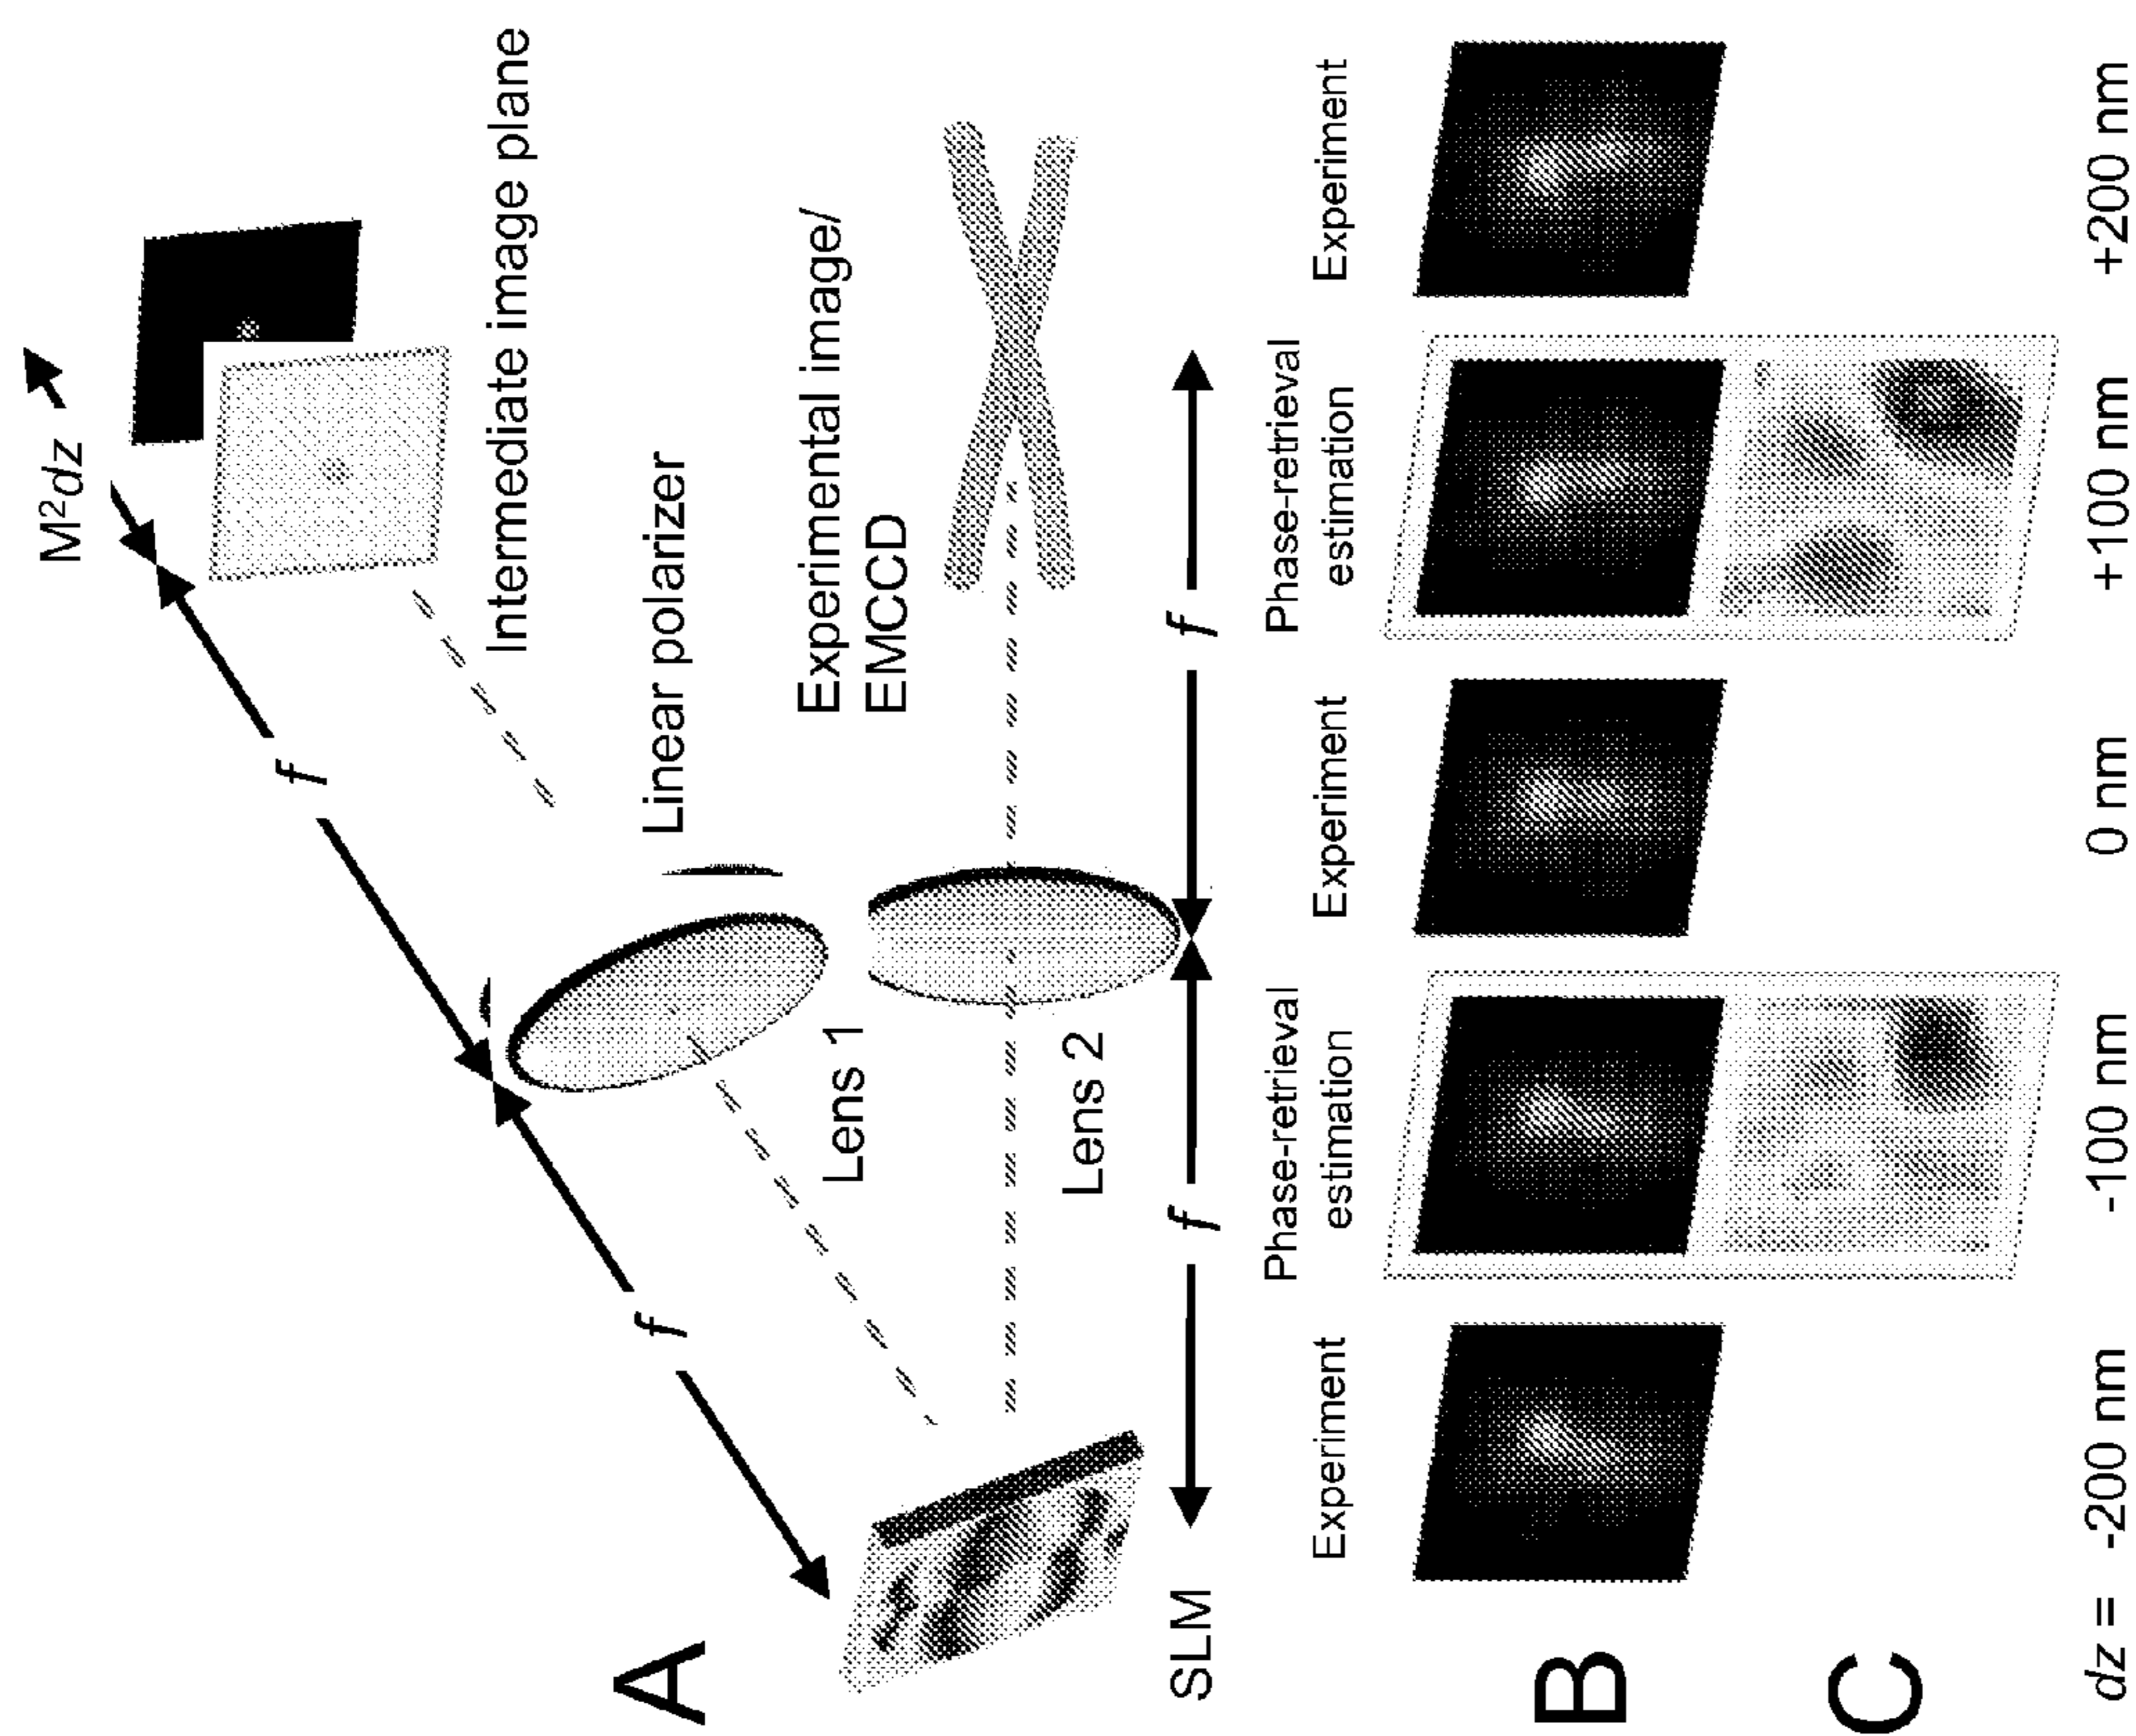 A
M²dz
f
f
Intermediate image plane
Linear polarizer
Lens 1
Experimental image/
EMCCD
Lens 2
f
f
SLM
B
Experiment
Phase-retrieval
estimation
Experiment
Phase-retrieval
estimation
Experiment
C
dz = -200 nm
-100 nm
0 nm
+100 nm
+200 nm